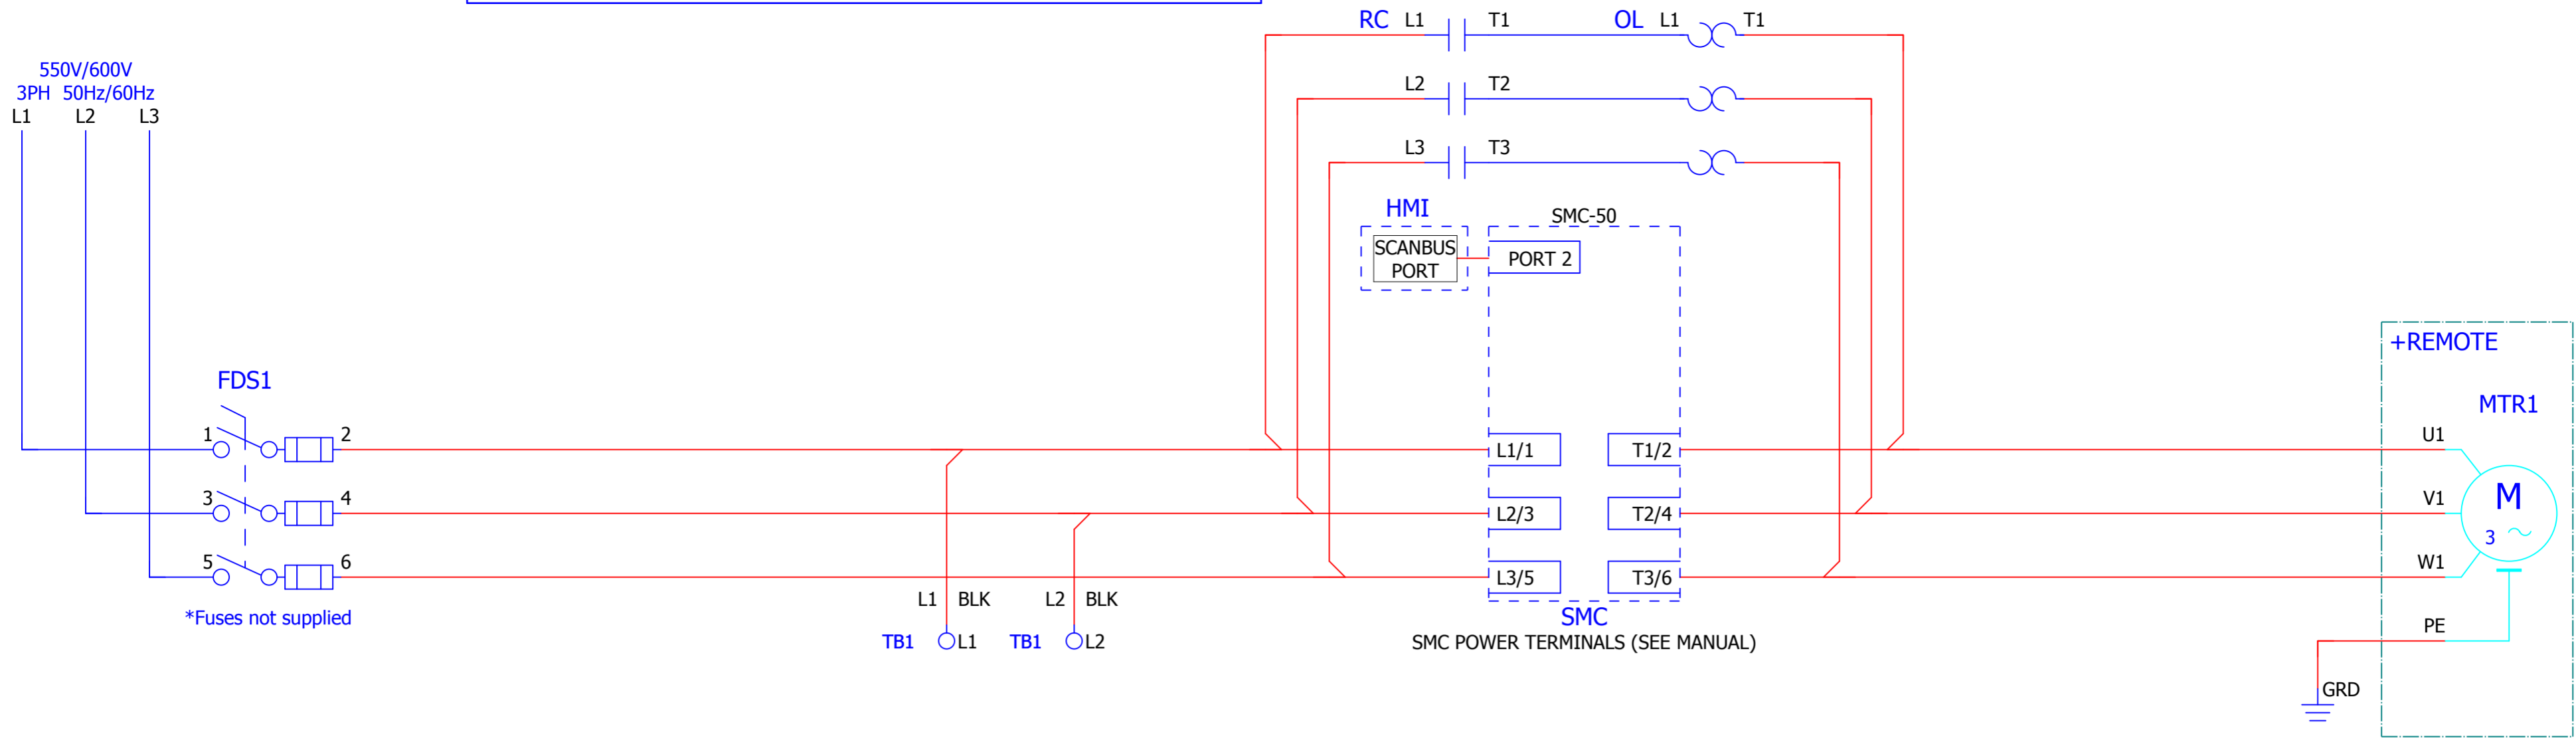 RC L1 T1 OL L1 T1
550V/600V
3PH 50Hz/60Hz
L1 L2 L3
L2 T2
L3 T3
HMI
SCANBUS
PORT
SMC-50
PORT 2
+REMOTE
MTR1
FDS1
1 2
3 4
5 6
*Fuses not supplied
L1/1 T1/2
L2/3 T2/4
L3/5 T3/6
U1
V1
W1
PE
M
3
L1 BLK L2 BLK
TB1 L1 TB1 L2
SMC
SMC POWER TERMINALS (SEE MANUAL)
GRD